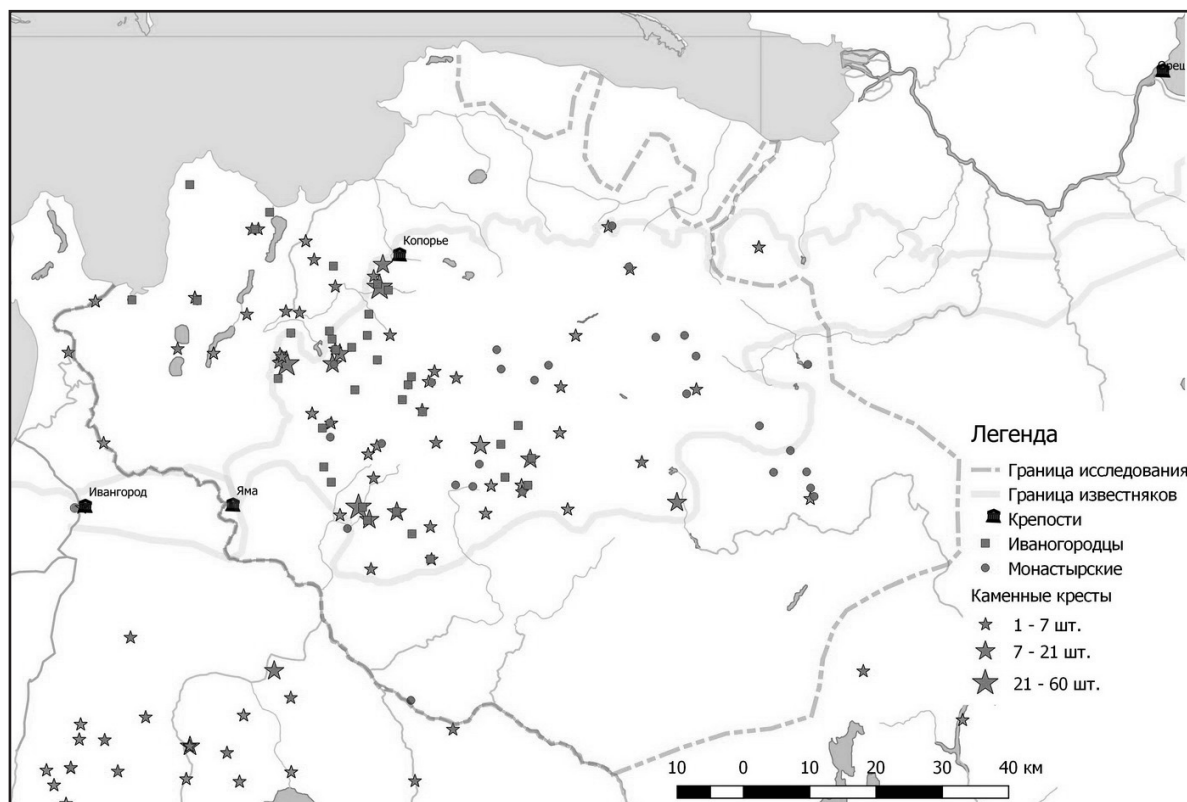 Копорье
Ивангород
Яма
Легенда
Граница исследования
Граница известняков
Крепости
Иваногородцы
Монастырские
Каменные кресты
1 - 7 шт.
7 - 21 шт.
21 - 60 шт.
10 0 10 20 30 40 км